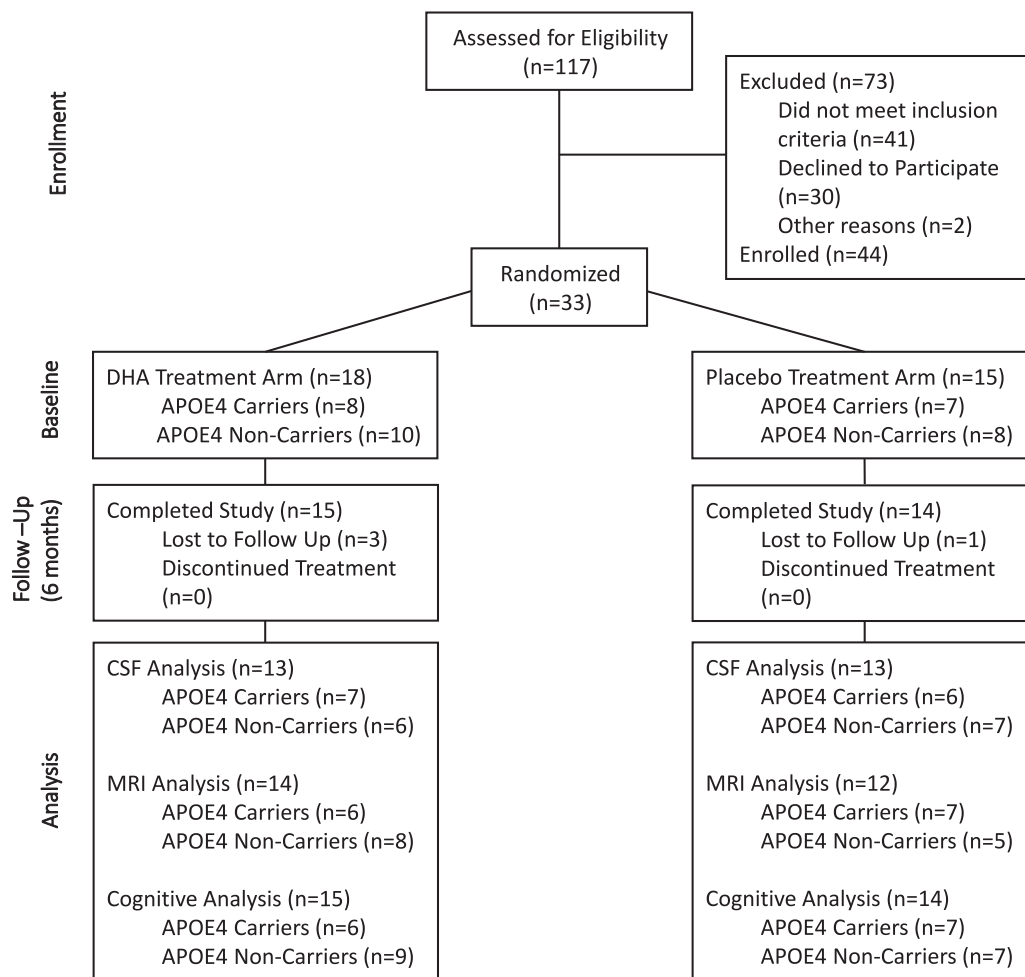 Assessed for Eligibility
(n=117)
Excluded (n=73)
Did not meet inclusion
criteria (n=41)
Declined to Participate
(n=30)
Other reasons (n=2)
Enrolled (n=44)
Enrollment
Randomized
(n=33)
Baseline
DHA Treatment Arm (n=18)
APOE4 Carriers (n=8)
APOE4 Non-Carriers (n=10)
Placebo Treatment Arm (n=15)
APOE4 Carriers (n=7)
APOE4 Non-Carriers (n=8)
Follow –Up
(6 months)
Completed Study (n=15)
Lost to Follow Up (n=3)
Discontinued Treatment
(n=0)
Completed Study (n=14)
Lost to Follow Up (n=1)
Discontinued Treatment
(n=0)
Analysis
CSF Analysis (n=13)
APOE4 Carriers (n=7)
APOE4 Non-Carriers (n=6)
MRI Analysis (n=14)
APOE4 Carriers (n=6)
APOE4 Non-Carriers (n=8)
Cognitive Analysis (n=15)
APOE4 Carriers (n=6)
APOE4 Non-Carriers (n=9)
CSF Analysis (n=13)
APOE4 Carriers (n=6)
APOE4 Non-Carriers (n=7)
MRI Analysis (n=12)
APOE4 Carriers (n=7)
APOE4 Non-Carriers (n=5)
Cognitive Analysis (n=14)
APOE4 Carriers (n=7)
APOE4 Non-Carriers (n=7)